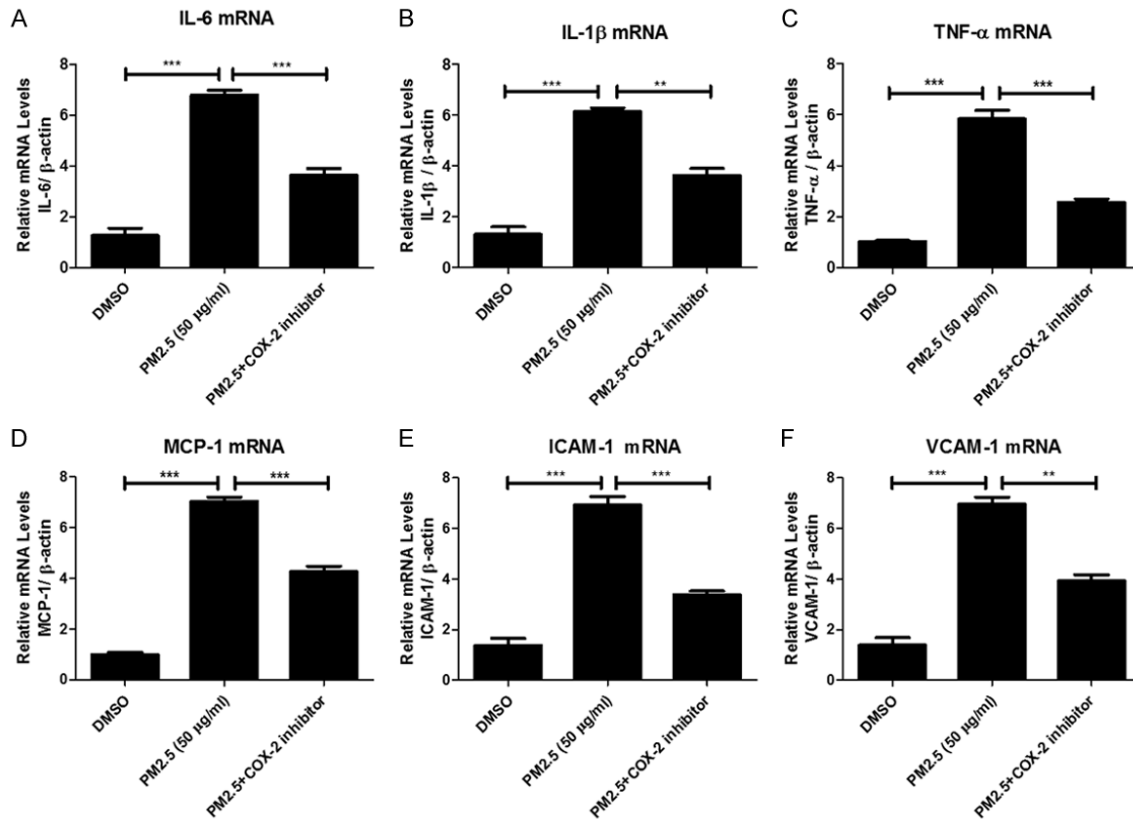 A
IL-6 mRNA
Relative mRNA Levels
IL-6/ β-actin
8
6
4
2
0
***
***
DMSO
PM2.5 (50 µg/ml)
PM2.5+COX-2 inhibitor
B
IL-1β mRNA
Relative mRNA Levels
IL-1β / β-actin
8
6
4
2
0
***
**
DMSO
PM2.5 (50 µg/ml)
PM2.5+COX-2 inhibitor
C
TNF-α mRNA
Relative mRNA Levels
TNF-α / β-actin
8
6
4
2
0
***
***
DMSO
PM2.5 (50 µg/ml)
PM2.5+COX-2 inhibitor
D
MCP-1 mRNA
Relative mRNA Levels
MCP-1/ β-actin
8
6
4
2
0
***
***
DMSO
PM2.5 (50 µg/ml)
PM2.5+COX-2 inhibitor
E
ICAM-1 mRNA
Relative mRNA Levels
ICAM-1/ β-actin
8
6
4
2
0
***
***
DMSO
PM2.5 (50 µg/ml)
PM2.5+COX-2 inhibitor
F
VCAM-1 mRNA
Relative mRNA Levels
VCAM-1/ β-actin
8
6
4
2
0
***
**
DMSO
PM2.5 (50 µg/ml)
PM2.5+COX-2 inhibitor